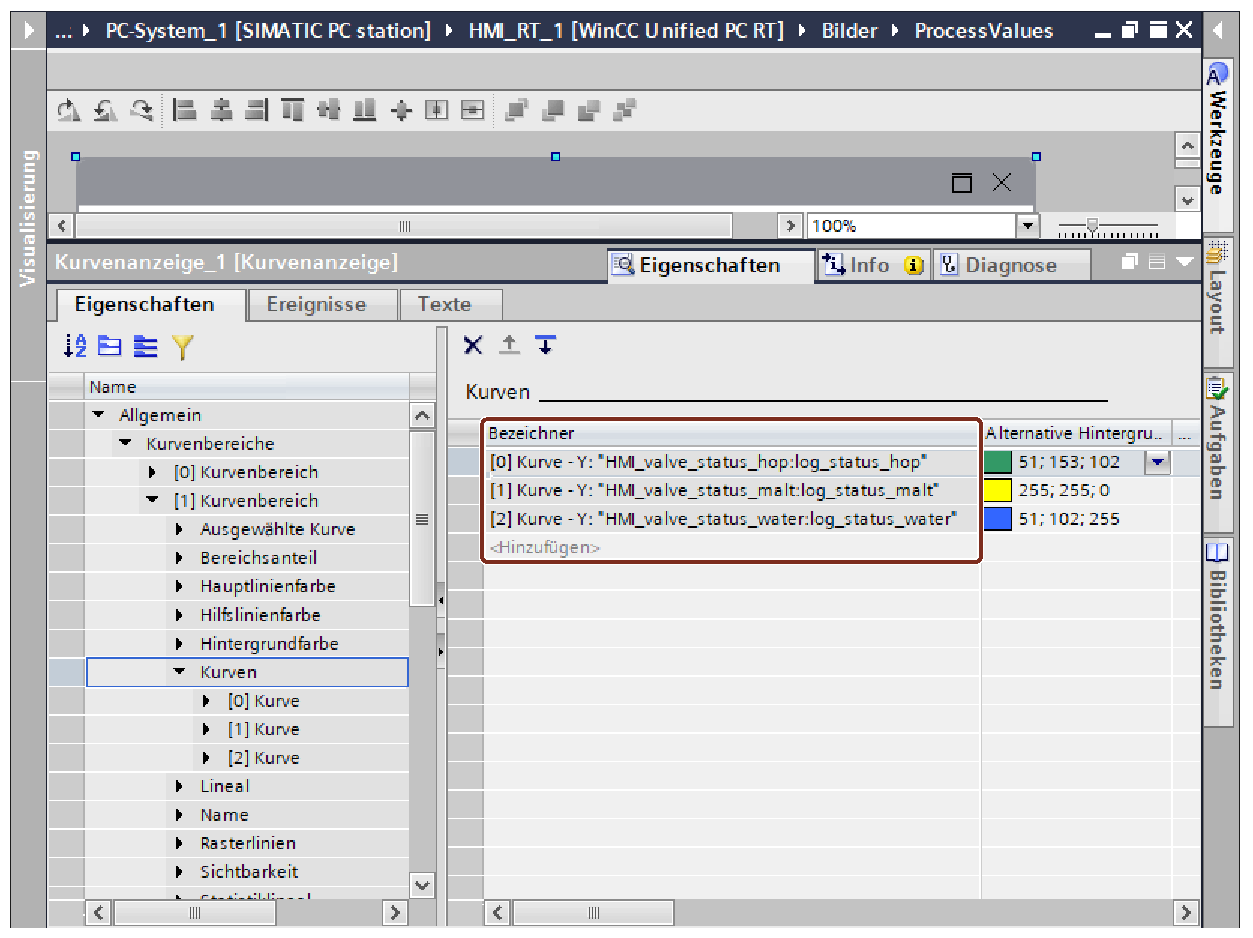 ... PC-System_1 [SIMATIC PC station] HMI_RT_1 [WinCC Unified PC RT] Bilder ProcessValues
Visualisierung
100%
Kurvenanzeige_1 [Kurvenanzeige]
Eigenschaften
Info
Diagnose
Eigenschaften
Ereignisse
Texte
Name
Allgemein
Kurvenbereiche
[0] Kurvenbereich
[1] Kurvenbereich
Ausgewählte Kurve
Bereichsanteil
Hauptlinienfarbe
Hilfslinienfarbe
Hintergrundfarbe
Kurven
[0] Kurve
[1] Kurve
[2] Kurve
Lineal
Name
Rasterlinien
Sichtbarkeit
Kurven
Bezeichner Alternative Hintergru... ...
[0] Kurve - Y: "HMI_valve_status_hop:log_status_hop" 51; 153; 102
[1] Kurve - Y: "HMI_valve_status_malt:log_status_malt" 255; 255; 0
[2] Kurve - Y: "HMI_valve_status_water:log_status_water" 51; 102; 255
<Hinzufügen>
Werkzeuge
Layout
Aufgaben
Bibliotheken